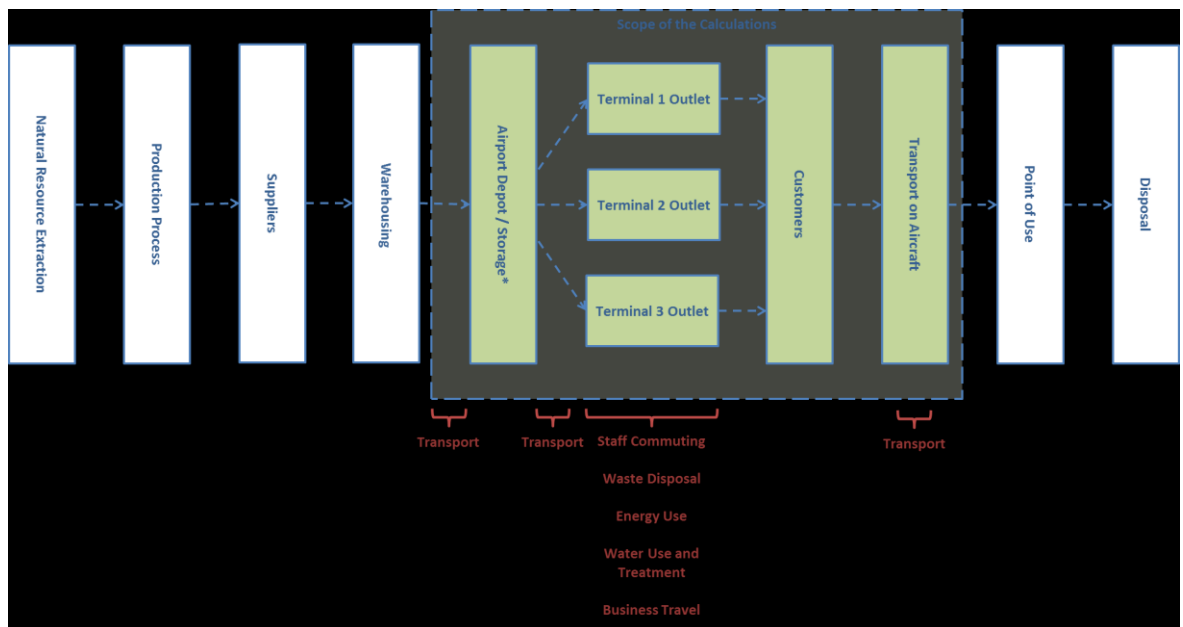 Scope of the Calculations
Natural Resource Extraction
Production Process
Suppliers
Warehousing
Airport Depot / Storage*
Terminal 1 Outlet
Terminal 2 Outlet
Terminal 3 Outlet
Customers
Transport on
Aircraft
Point of Use
Disposal
Transport
Transport
Staff Commuting
Waste Disposal
Energy Use
Water Use and
Treatment
Business Travel
Transport